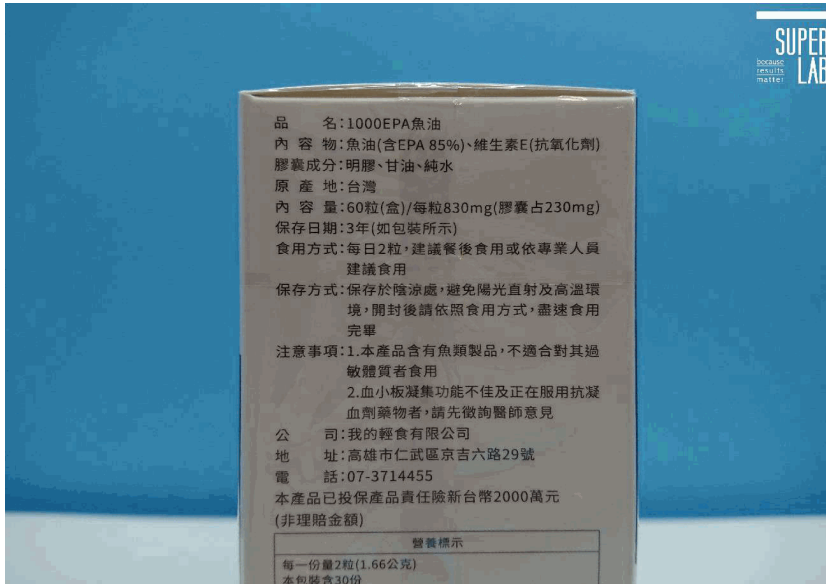 SUPER
LAB
because
results
matter
品名:1000EPA魚油
內容物:魚油(含EPA 85%)、維生素E(抗氧化劑)
膠囊成分:明膠、甘油、純水
原產地:台灣
內容量:60粒(盒)/每粒830mg(膠囊占230mg)
保存日期:3年(如包裝所示)
食用方式:每日2粒,建議餐後食用或依專業人員
建議食用
保存方式:保存於陰涼處,避免陽光直射及高溫環
境,開封後請依照食用方式,盡速食用
完畢
注意事項:1.本產品含有魚類製品,不適合對其過
敏體質者食用
2.血小板凝集功能不佳及正在服用抗凝
血劑藥物者,請先徵詢醫師意見
公司:我的輕食有限公司
地址:高雄市仁武區京吉六路29號
電話:07-3714455
本產品已投保產品責任險新台幣2000萬元
(非理賠金額)
營養標示
每一份量2粒(1.66公克)
本包裝含30份